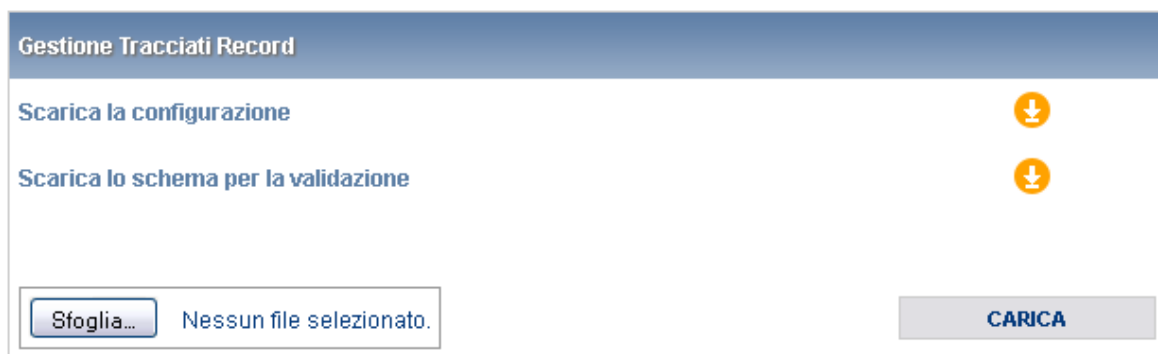 Gestione Tracciati Record
Scarica la configurazione
Scarica lo schema per la validazione
Sfoglia... Nessun file selezionato. CARICA